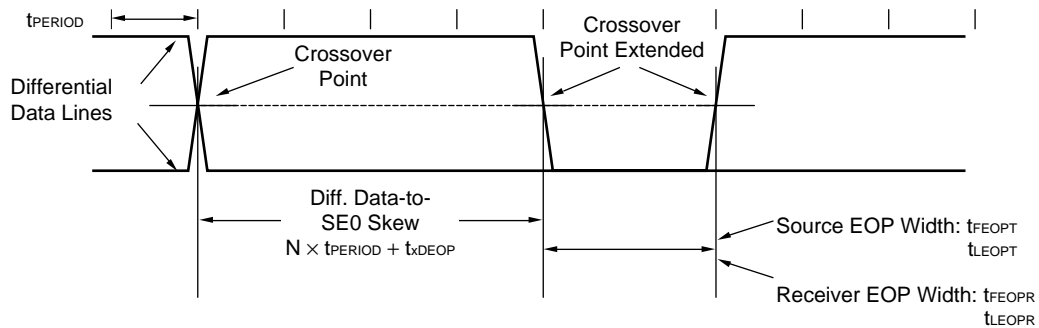 tPERIOD
Differential
Data Lines
Crossover
Point
Crossover
Point Extended
Diff. Data-to-
SE0 Skew
N × tPERIOD + txDEOP
Source EOP Width: tFEOPT
tLEOPT
Receiver EOP Width: tFEOPR
tLEOPR